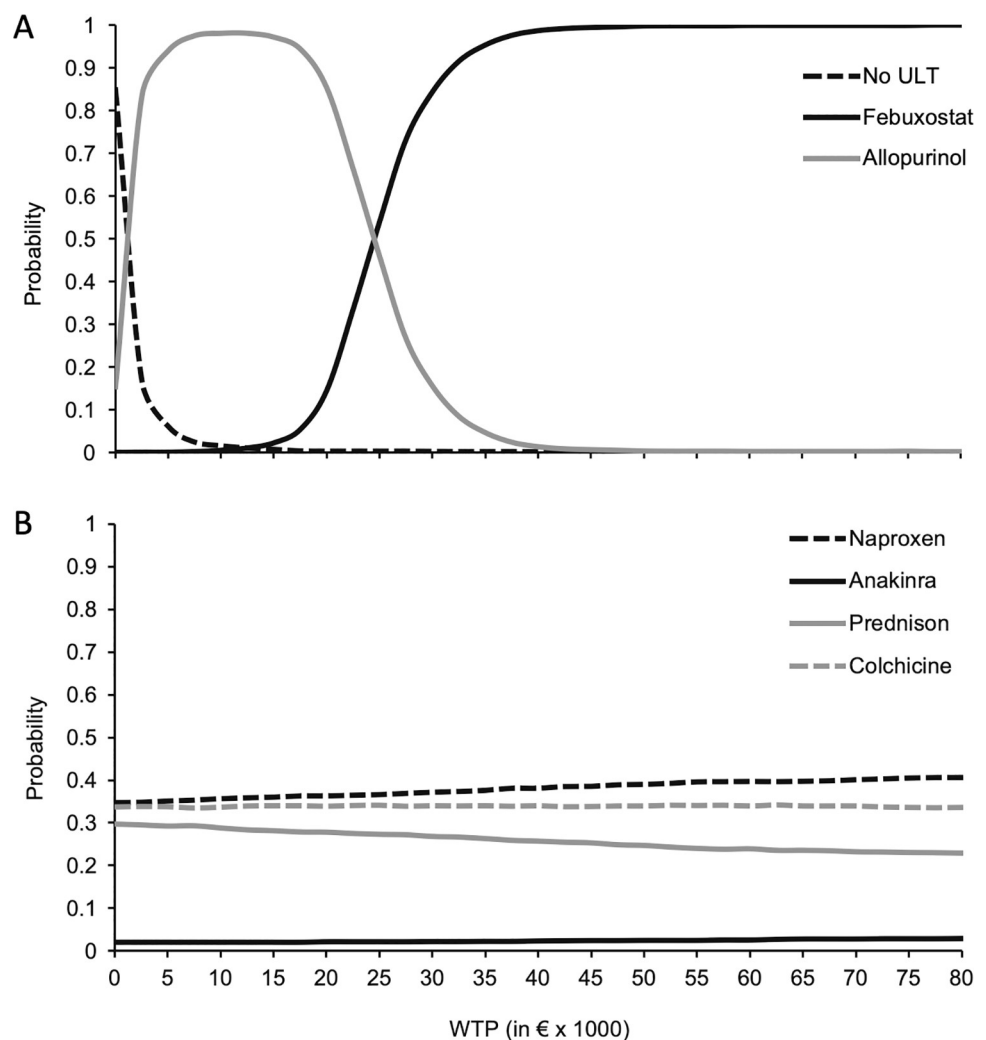 A
1
0.9
0.8
0.7
0.6
0.5
0.4
0.3
0.2
0.1
0
Probability
No ULT
Febuxostat
Allopurinol
B
1
0.9
0.8
0.7
0.6
0.5
0.4
0.3
0.2
0.1
0
Probability
Naproxen
Anakinra
Prednison
Colchicine
0 5 10 15 20 25 30 35 40 45 50 55 60 65 70 75 80
WTP (in € x 1000)